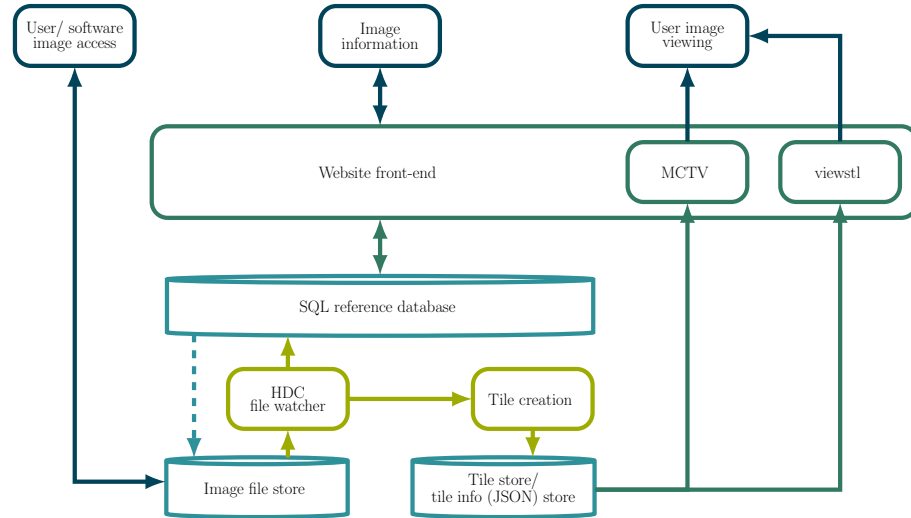 User/ software
image access
Image
information
User image
viewing
Website front-end
MCTV
viewstl
SQL reference database
HDC
file watcher
Tile creation
Image file store
Tile store/
tile info (JSON) store